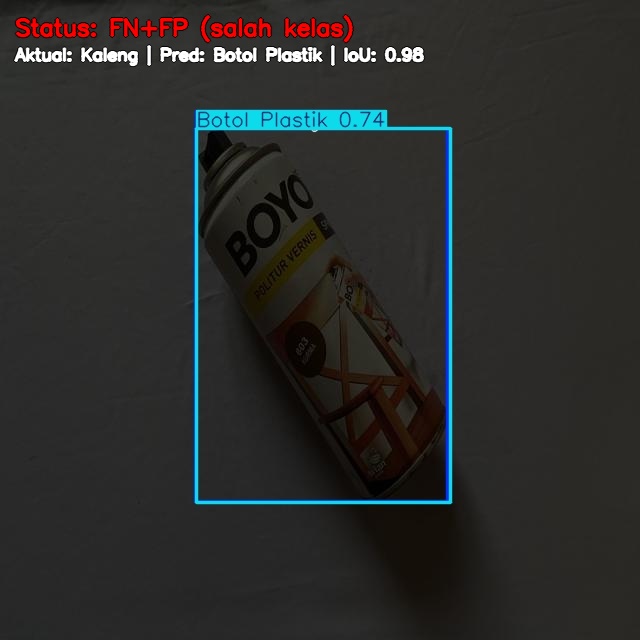 Status: FN+FP (salah kelas)
Aktual: Kaleng | Pred: Botol Plastik | IoU: 0.98
Botol Plastik 0.74
BOYO
POLITUR VERNIS
603